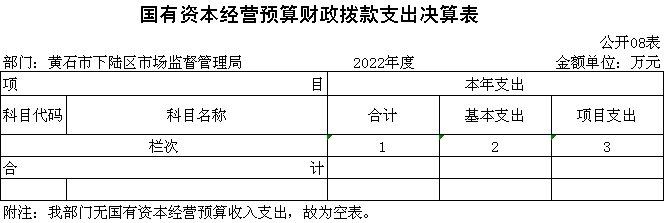 国有资本经营预算财政拨款支出决算表
公开08表
部门：黄石市下陆区市场监督管理局 2022年度 金额单位：万元
项 目 本年支出
科目代码 科目名称 合计 基本支出 项目支出
栏次 1 2 3
合 计
附注：我部门无国有资本经营预算收入支出，故为空表。